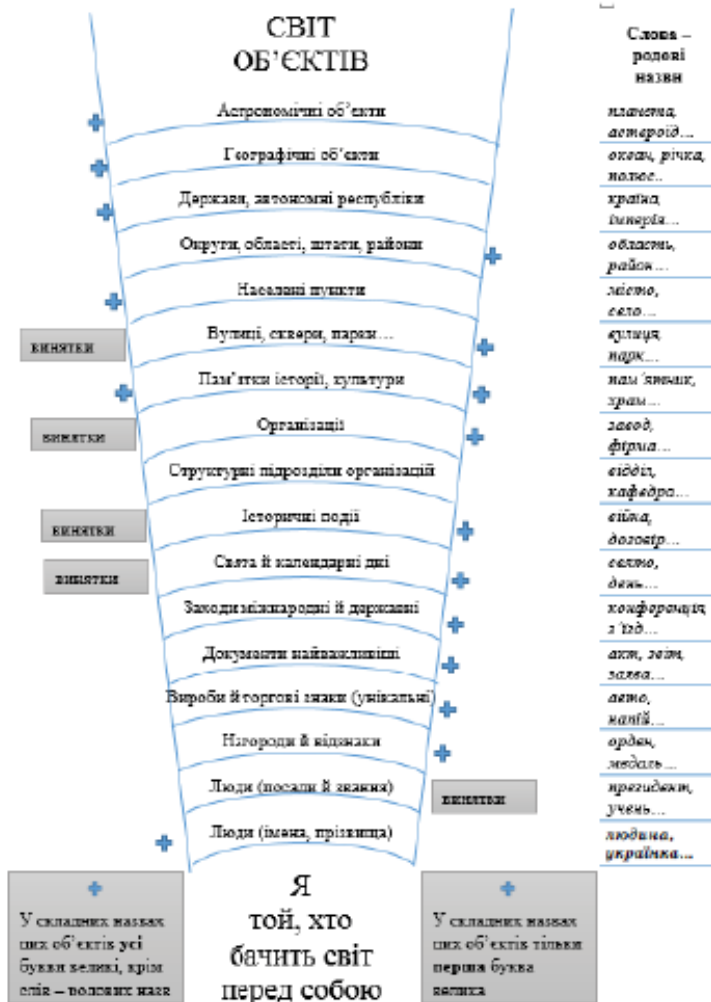 СВІТ
ОБ’ЄКТІВ
Слова –
родові
назви
Астрономічні об’єкти
планета,
астероїд...
Географічні об’єкти
океан, річка,
полюс..
Держави, автономні республіки
країна,
імперія...
Округи, області, штати, райони
область,
район...
Населені пункти
місто,
село...
Вулиці, сквери, парки....
винятки
вулиця,
парк...
Пам’ятки історії, культури
пам’ятник,
храм...
Організації
винятки
завод,
фірма...
Структурні підрозділи організацій
відділ,
кафедра...
Історичні події
винятки
війна,
договір...
Свята й календарні дні
винятки
свято,
день...
Заходи міжнародні й державні
конференція,
з’їзд...
Документи найважливіші
акт, звіт,
заява...
Вироби й торгові знаки (унікальні)
авто,
напій...
Нагороди й відзнаки
орден,
медаль...
Люди (посади й звання)
винятки
президент,
учень...
Люди (імена, прізвища)
людина,
українка...
У складних назвах
цих об’єктів усі
букви великі, крім
слів – родових назв
Я
той, хто
бачить світ
перед собою
У складних назвах
цих об’єктів тільки
перша буква
велика